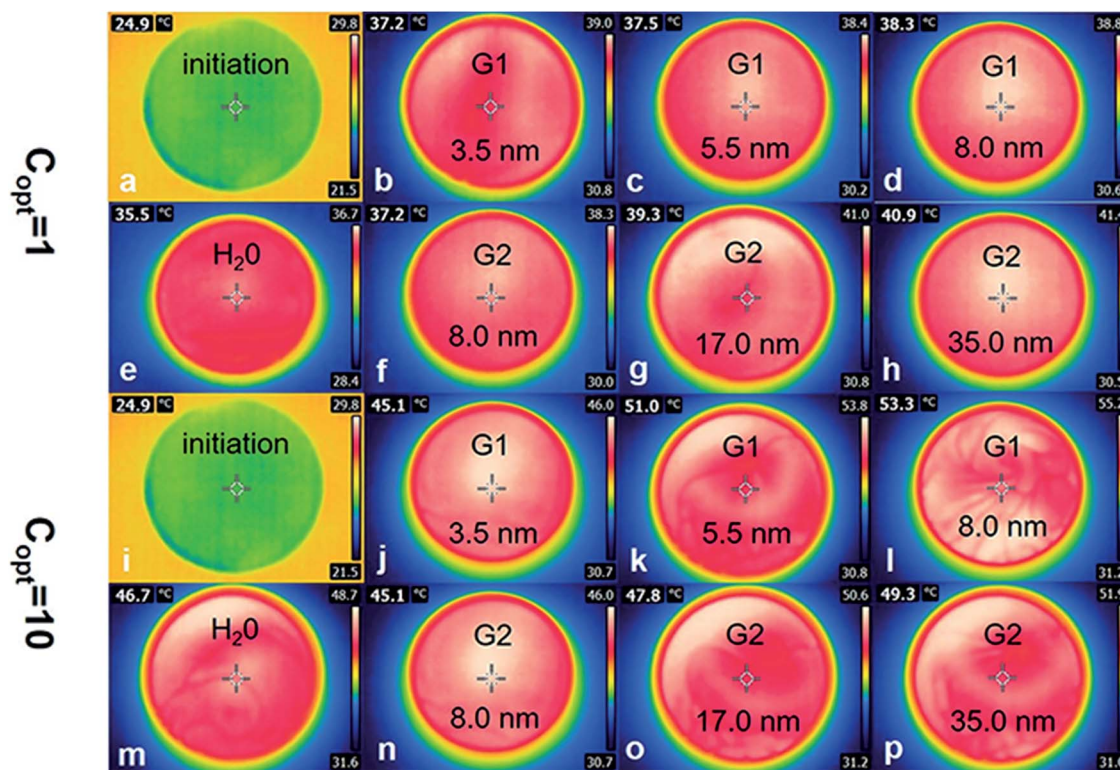 C_opt=1
24.9 °C 29.8
initiation
a 21.5
37.2 °C 39.0
G1
3.5 nm
b 30.8
37.5 °C 38.4
G1
5.5 nm
c 30.2
38.3 °C 38.8
G1
8.0 nm
d 30.6
35.5 °C 36.7
H₂0
e 28.4
37.2 °C 38.3
G2
8.0 nm
f 30.0
39.3 °C 41.0
G2
17.0 nm
g 30.8
40.9 °C
G2
35.0 nm
h
C_opt=10
24.9 °C 29.8
initiation
i 21.5
45.1 °C 46.0
G1
3.5 nm
j 30.7
51.0 °C 53.8
G1
5.5 nm
k 30.8
53.3 °C
G1
8.0 nm
l
46.7 °C 48.7
H₂0
m 31.6
45.1 °C 46.0
G2
8.0 nm
n 30.7
47.8 °C 50.6
G2
17.0 nm
o 31.2
49.3 °C
G2
35.0 nm
p